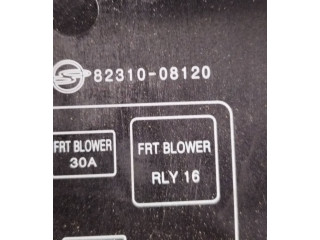 82310-08120
FRT BLOWER
30A
FRT BLOWER
RLY 16